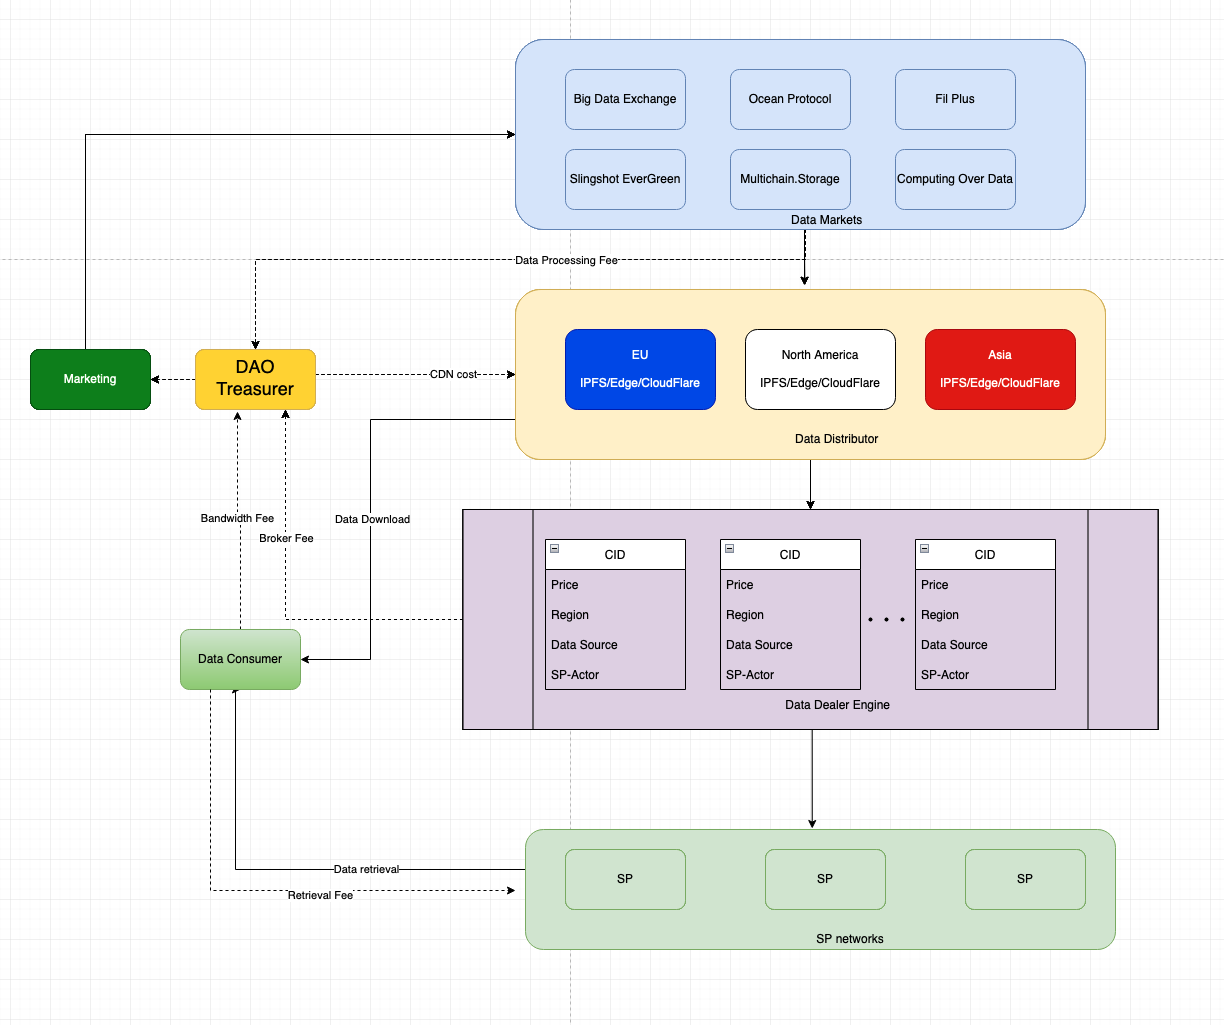 Big Data Exchange
Ocean Protocol
Fil Plus
Slingshot EverGreen
Multichain.Storage
Computing Over Data
Data Markets
Data Processing Fee
EU
IPFS/Edge/CloudFlare
North America
IPFS/Edge/CloudFlare
Asia
IPFS/Edge/CloudFlare
Data Distributor
Marketing
DAO
Treasurer
CDN cost
Bandwidth Fee
Broker Fee
Data Download
CID
Price
Region
Data Source
SP-Actor
CID
Price
Region
Data Source
SP-Actor
. . .
CID
Price
Region
Data Source
SP-Actor
Data Dealer Engine
Data Consumer
Data retrieval
Retrieval Fee
SP
SP
SP
SP networks